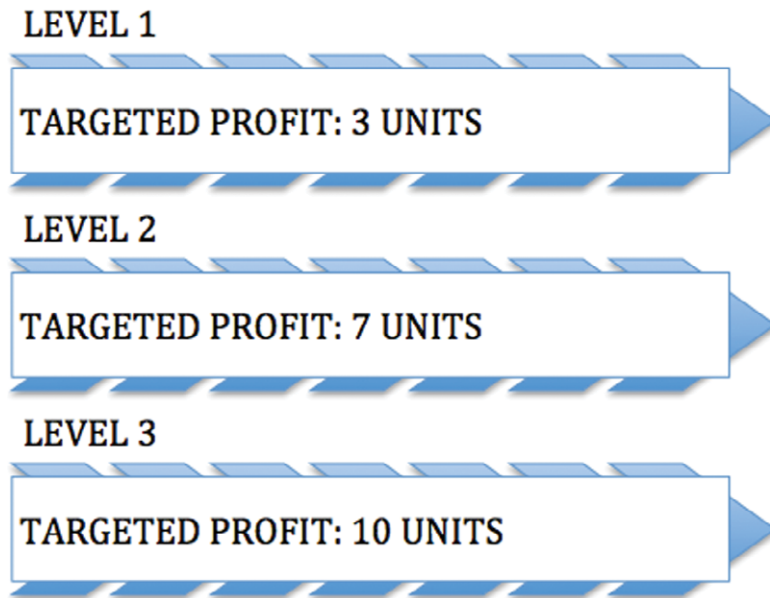 LEVEL 1
TARGETED PROFIT: 3 UNITS
LEVEL 2
TARGETED PROFIT: 7 UNITS
LEVEL 3
TARGETED PROFIT: 10 UNITS